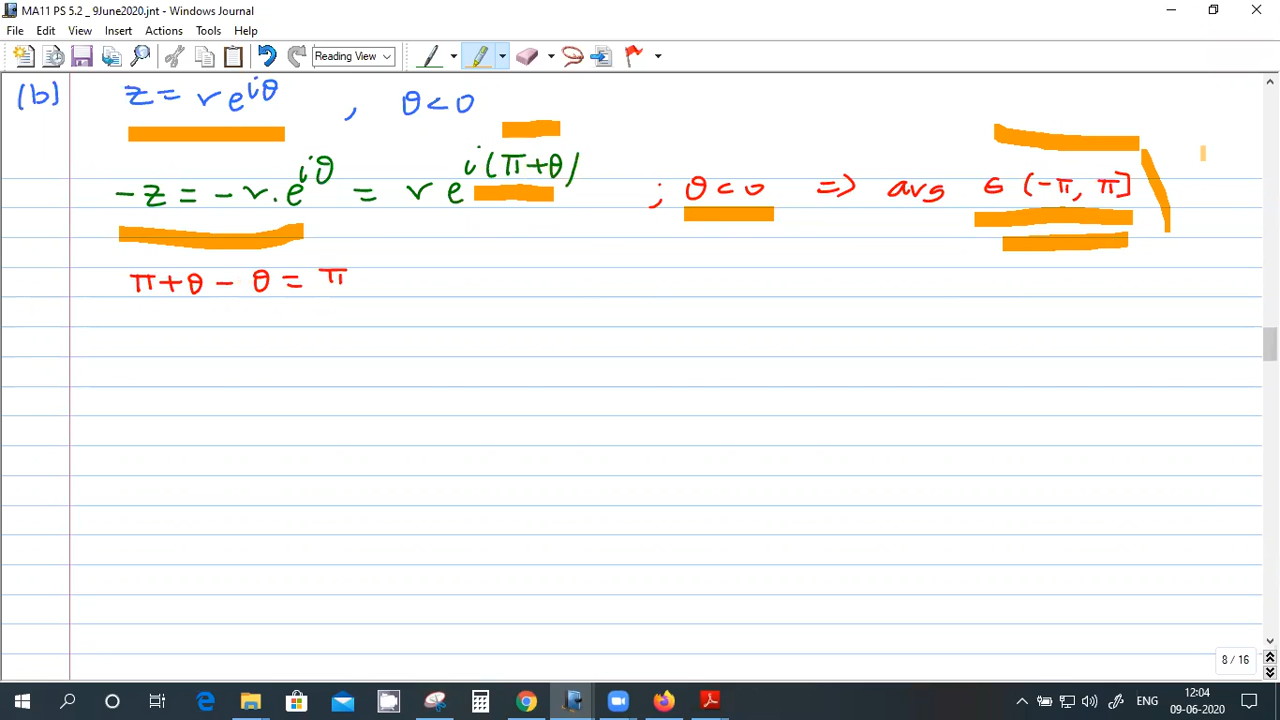 MA11 PS 5.2 _ 9June2020.jnt - Windows Journal
File Edit View Insert Actions Tools Help
Reading View
(b) z = re^{iθ} , θ < 0
-z = -r.e^{iθ} = re^{i(π+θ)} ; θ < 0 => arg ∈ (-π, π]
π+θ - θ = π
8 / 16
ENG
12:04
09-06-2020